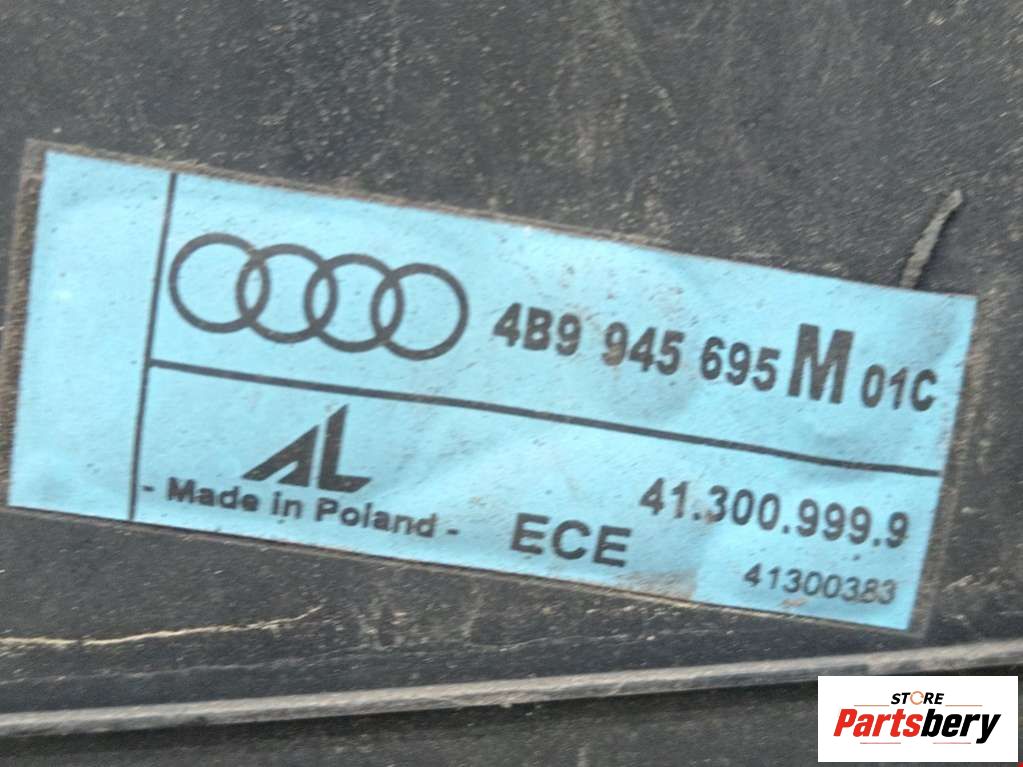 4B9 945 695 M 01C
AL
- Made in Poland -
ECE
41.300.999.9
41300383
STORE
Partsbery